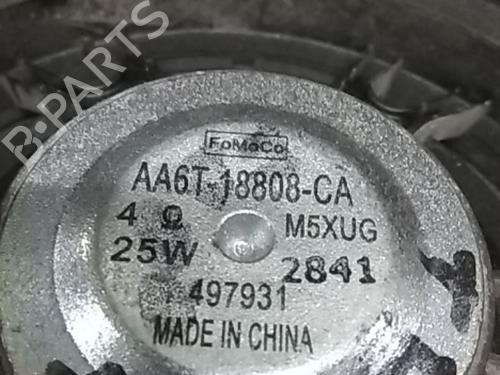 B-PARTS
FoMoCo
AA6T-18808-CA
4 Ω M5XUG
25W 2841
497931
MADE IN CHINA